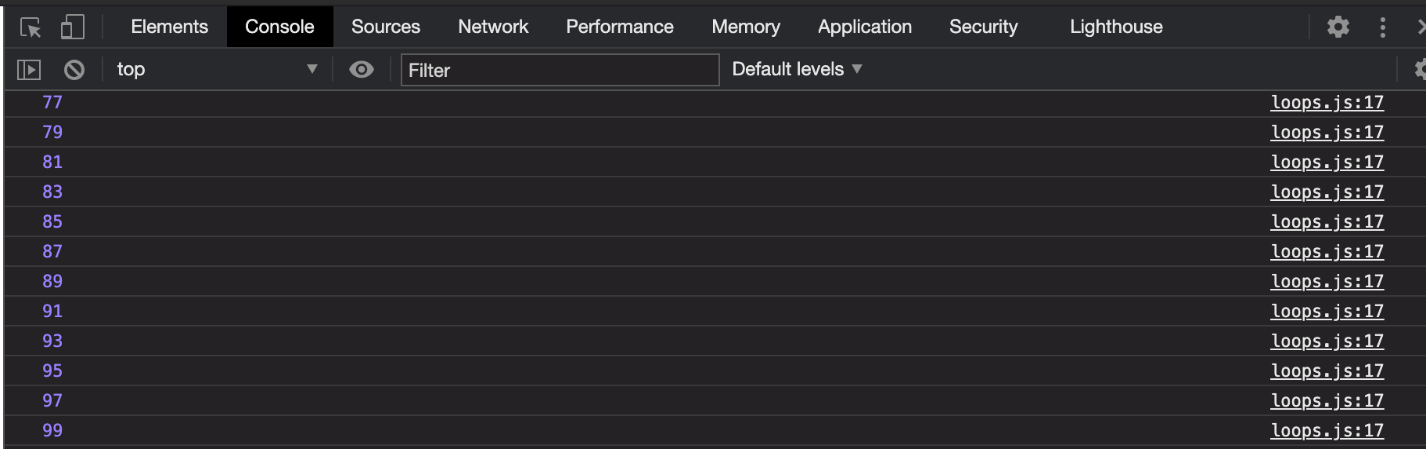 Elements Console Sources Network Performance Memory Application Security Lighthouse
top Filter Default levels
77 loops.js:17
79 loops.js:17
81 loops.js:17
83 loops.js:17
85 loops.js:17
87 loops.js:17
89 loops.js:17
91 loops.js:17
93 loops.js:17
95 loops.js:17
97 loops.js:17
99 loops.js:17